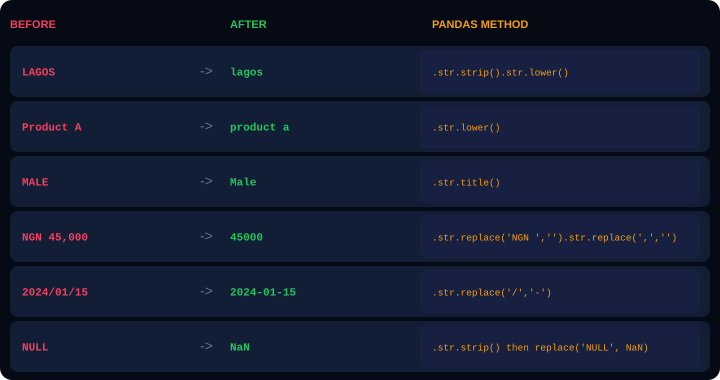 BEFORE AFTER PANDAS METHOD
LAGOS -> lagos .str.strip().str.lower()
Product A -> product a .str.lower()
MALE -> Male .str.title()
NGN 45,000 -> 45000 .str.replace('NGN ','').str.replace(',','')
2024/01/15 -> 2024-01-15 .str.replace('/','-')
NULL -> NaN .str.strip() then replace('NULL', NaN)